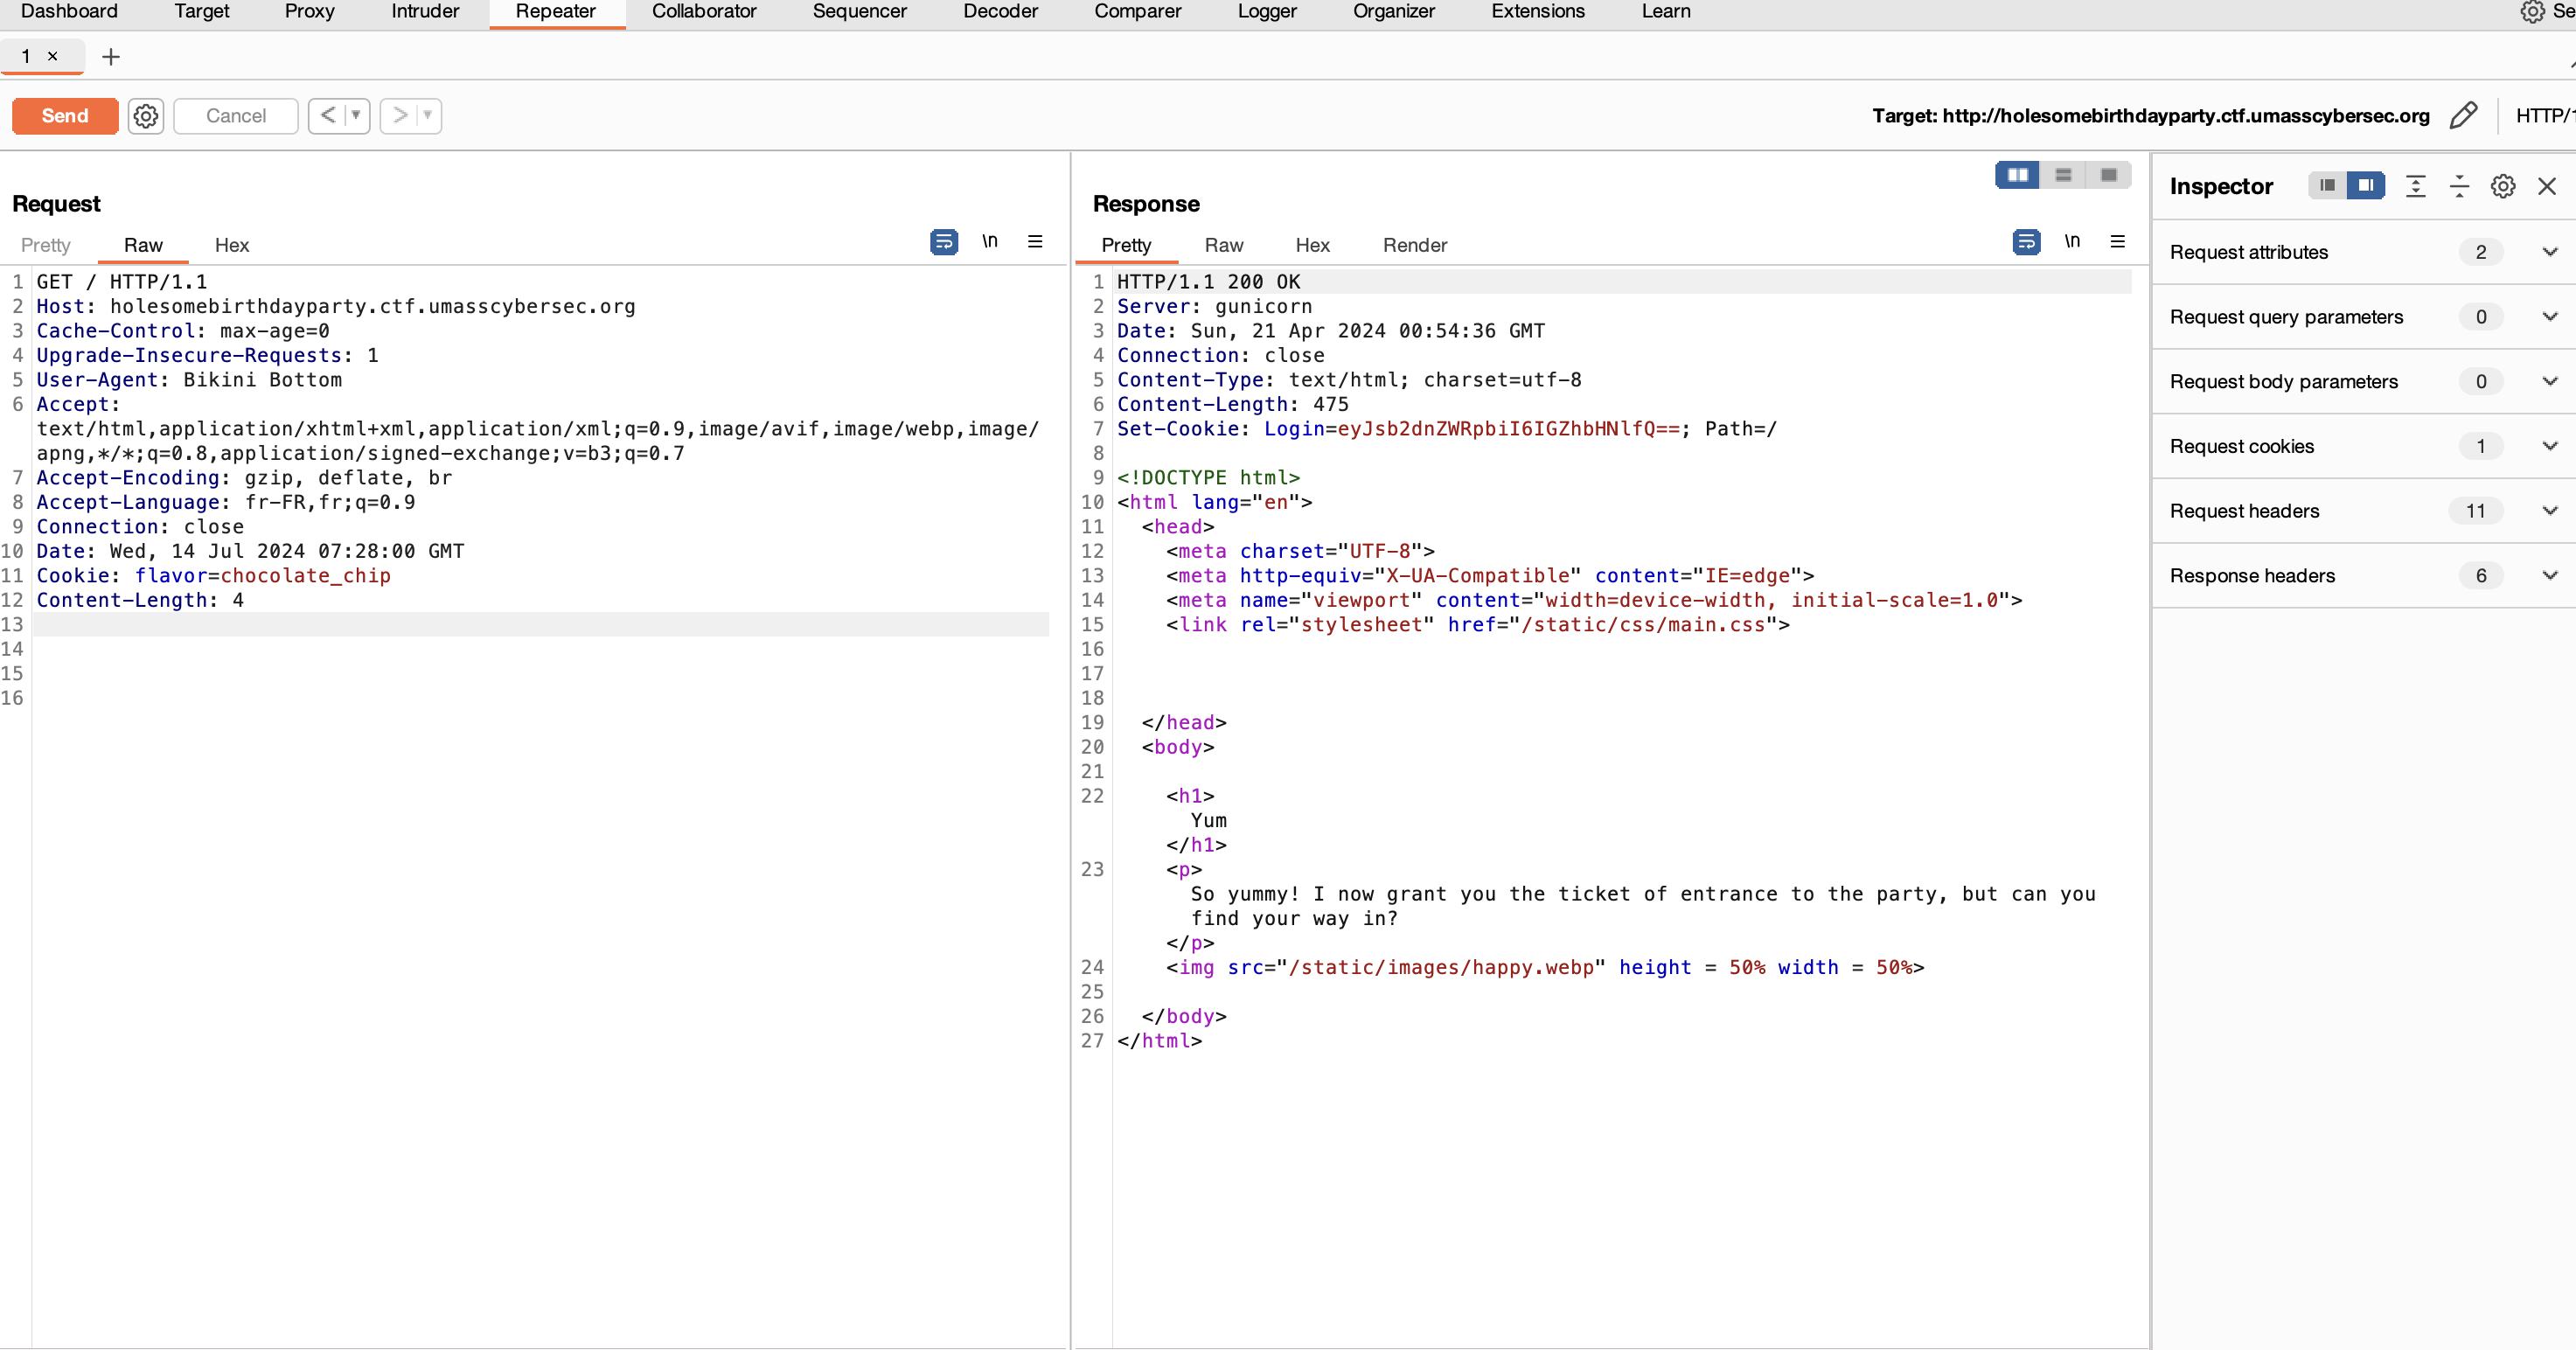 Dashboard Target Proxy Intruder Repeater Collaborator Sequencer Decoder Comparer Logger Organizer Extensions Learn Se
1 × +
Send Cancel < > Target: http://holesomebirthdayparty.ctf.umasscybersec.org HTTP/1
Request
Pretty Raw Hex \n
1 GET / HTTP/1.1
2 Host: holesomebirthdayparty.ctf.umasscybersec.org
3 Cache-Control: max-age=0
4 Upgrade-Insecure-Requests: 1
5 User-Agent: Bikini Bottom
6 Accept:
text/html,application/xhtml+xml,application/xml;q=0.9,image/avif,image/webp,image/
apng,*/*;q=0.8,application/signed-exchange;v=b3;q=0.7
7 Accept-Encoding: gzip, deflate, br
8 Accept-Language: fr-FR,fr;q=0.9
9 Connection: close
10 Date: Wed, 14 Jul 2024 07:28:00 GMT
11 Cookie: flavor=chocolate_chip
12 Content-Length: 4
13
14
15
16
Response
Pretty Raw Hex Render \n
1 HTTP/1.1 200 OK
2 Server: gunicorn
3 Date: Sun, 21 Apr 2024 00:54:36 GMT
4 Connection: close
5 Content-Type: text/html; charset=utf-8
6 Content-Length: 475
7 Set-Cookie: Login=eyJsb2dnZWRpbiI6IGZhbHNlfQ==; Path=/
8
9 <!DOCTYPE html>
10 <html lang="en">
11 <head>
12 <meta charset="UTF-8">
13 <meta http-equiv="X-UA-Compatible" content="IE=edge">
14 <meta name="viewport" content="width=device-width, initial-scale=1.0">
15 <link rel="stylesheet" href="/static/css/main.css">
16
17
18
19 </head>
20 <body>
21
22 <h1>
Yum
</h1>
23 <p>
So yummy! I now grant you the ticket of entrance to the party, but can you
find your way in?
</p>
24 <img src="/static/images/happy.webp" height = 50% width = 50%>
25
26 </body>
27 </html>
Inspector
Request attributes 2
Request query parameters 0
Request body parameters 0
Request cookies 1
Request headers 11
Response headers 6